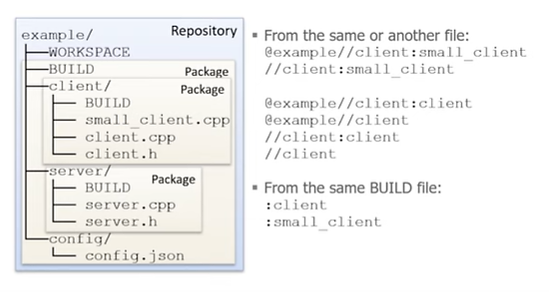 example/
Repository
WORKSPACE
BUILD
Package
client/
Package
BUILD
small_client.cpp
client.cpp
client.h
server/
Package
BUILD
server.cpp
server.h
config/
config.json
▪ From the same or another file:
@example//client:small_client
//client:small_client
@example//client:client
@example//client
//client:client
//client
▪ From the same BUILD file:
:client
:small_client